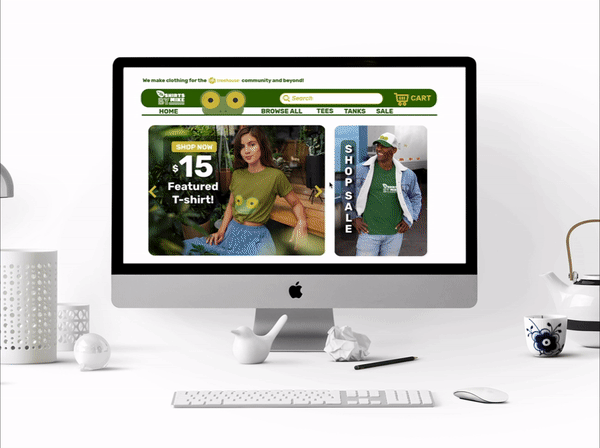 We make clothing for the treehouse community and beyond!
SHIRTS
BY MIKE
Search
CART
HOME
BROWSE ALL
TEES
TANKS
SALE
SHOP NOW
$15
Featured
T-shirt!
SHOP SALE